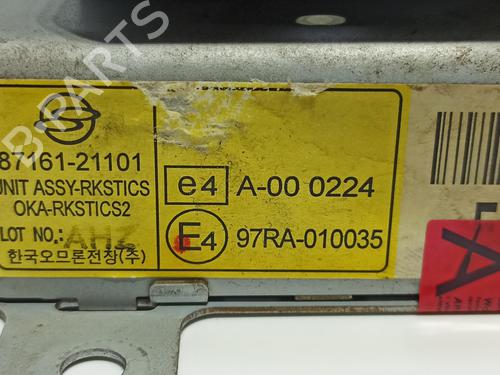 87161-21101
UNIT ASSY-RKSTICS
OKA-RKSTICS2
LOT NO.: AHZ
한국오므론전장(주)
e4 A-00 0224
E4 97RA-010035
A
B-PARTS